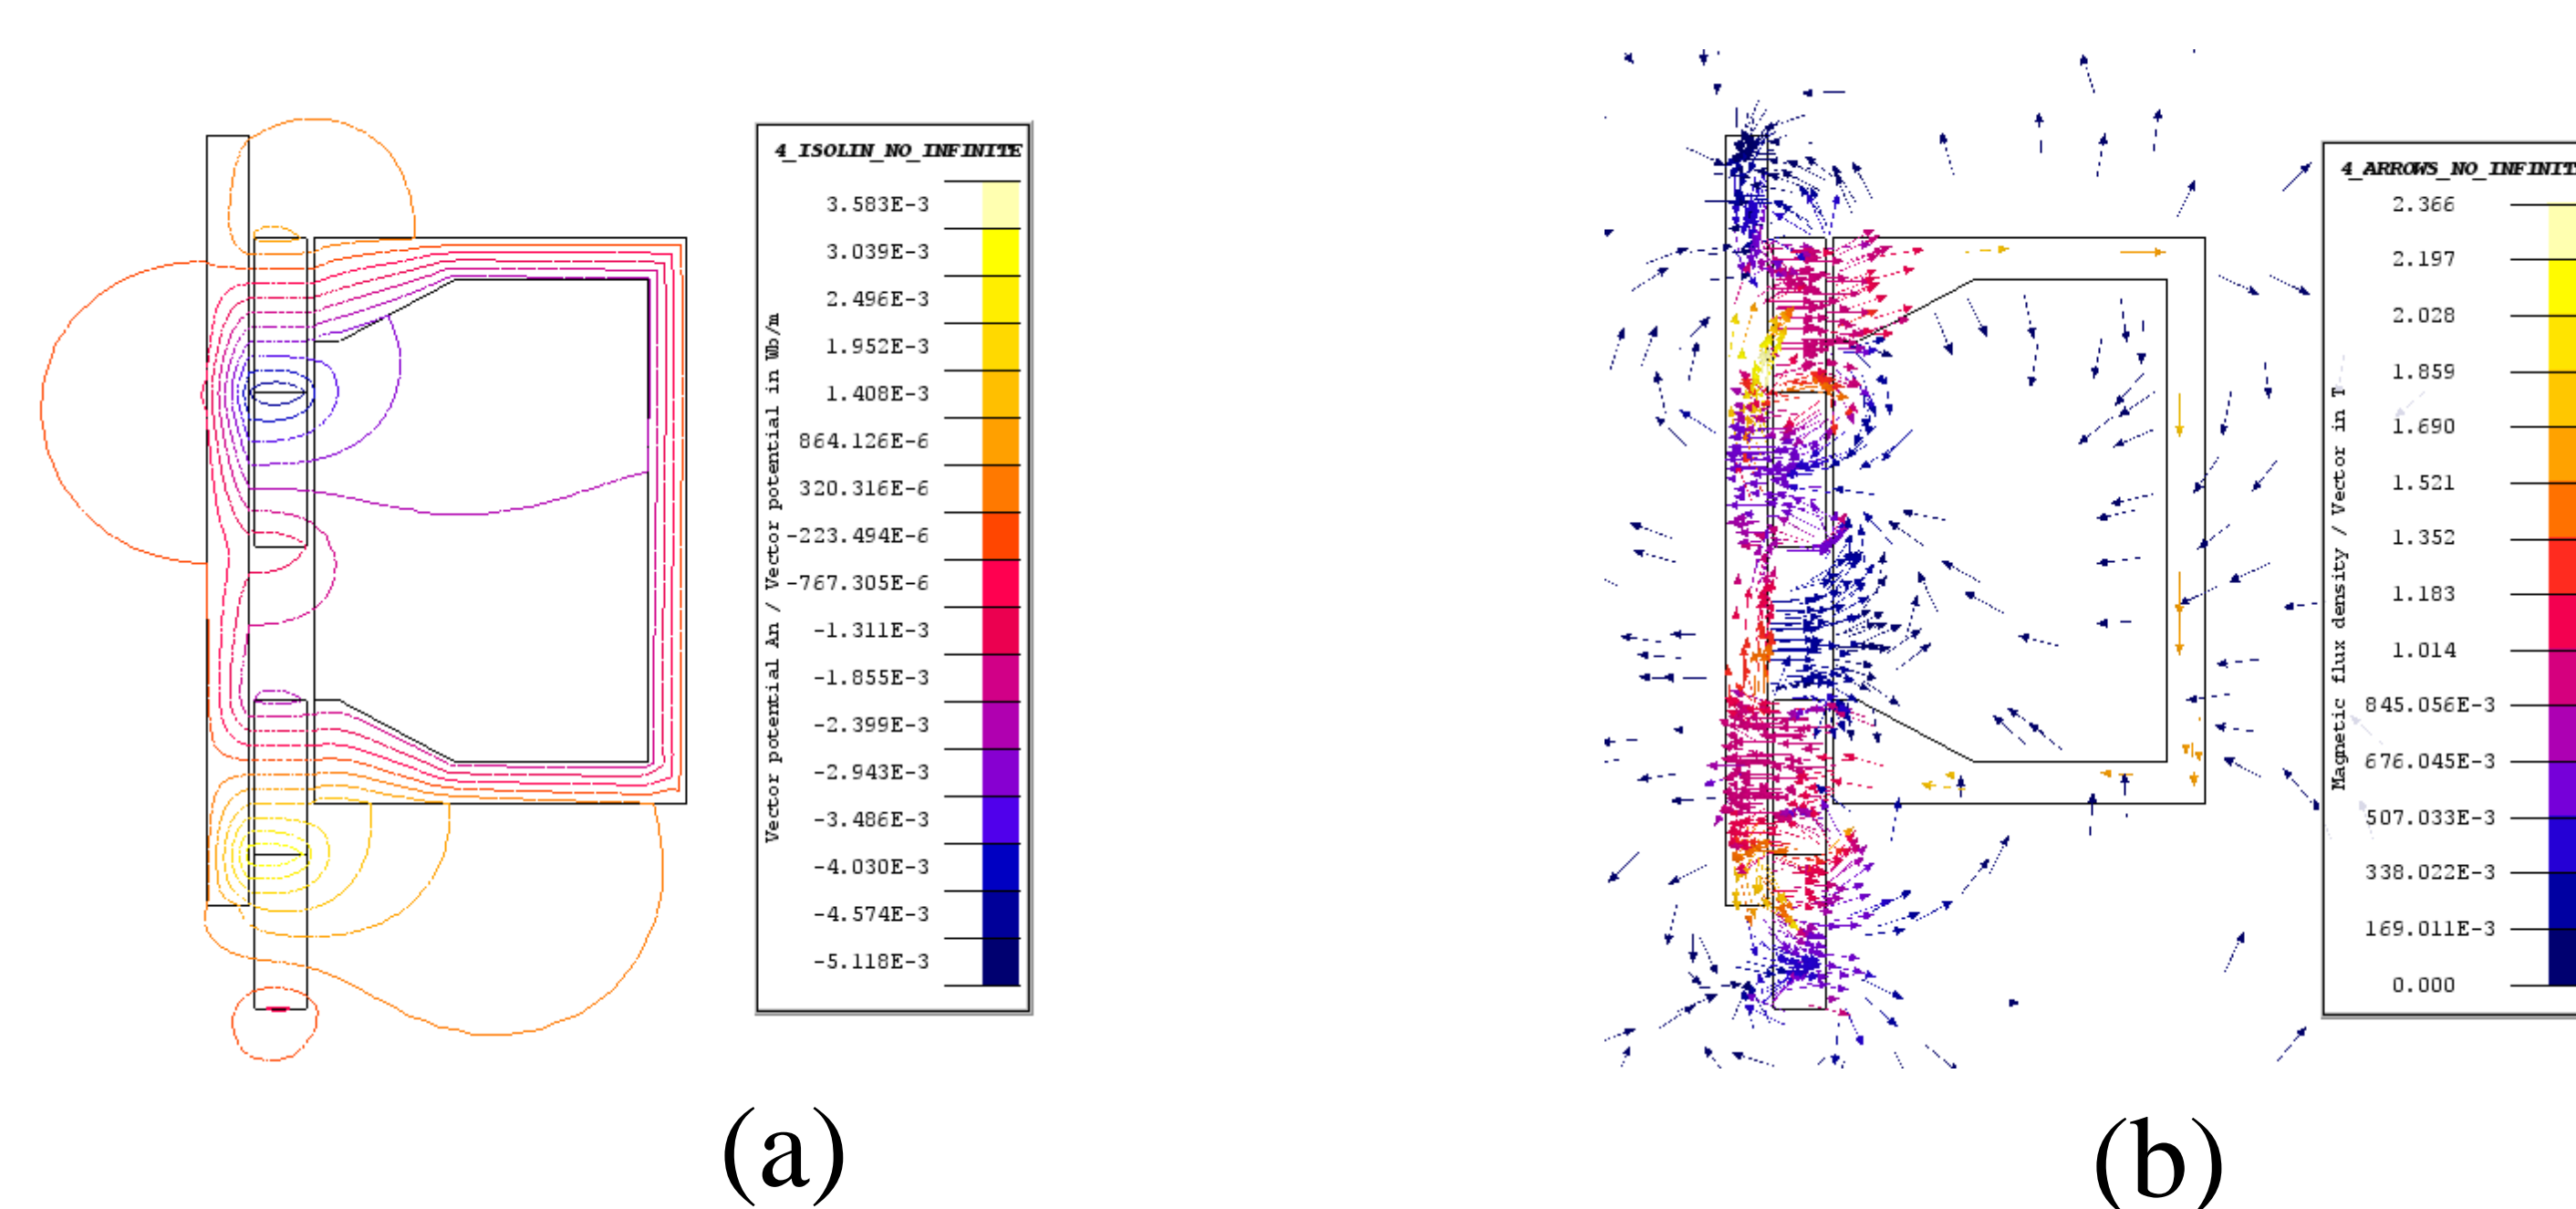 4_ISOLIN_NO_INFINITE
Vector potential An / Vector potential in Wb/m
3.583E-3
3.039E-3
2.496E-3
1.952E-3
1.408E-3
864.126E-6
320.316E-6
-223.494E-6
-767.305E-6
-1.311E-3
-1.855E-3
-2.399E-3
-2.943E-3
-3.486E-3
-4.030E-3
-4.574E-3
-5.118E-3
(a)
4_ARROWS_NO_INFINIT
Magnetic flux density / Vector in T
2.366
2.197
2.028
1.859
1.690
1.521
1.352
1.183
1.014
845.056E-3
676.045E-3
507.033E-3
338.022E-3
169.011E-3
0.000
(b)